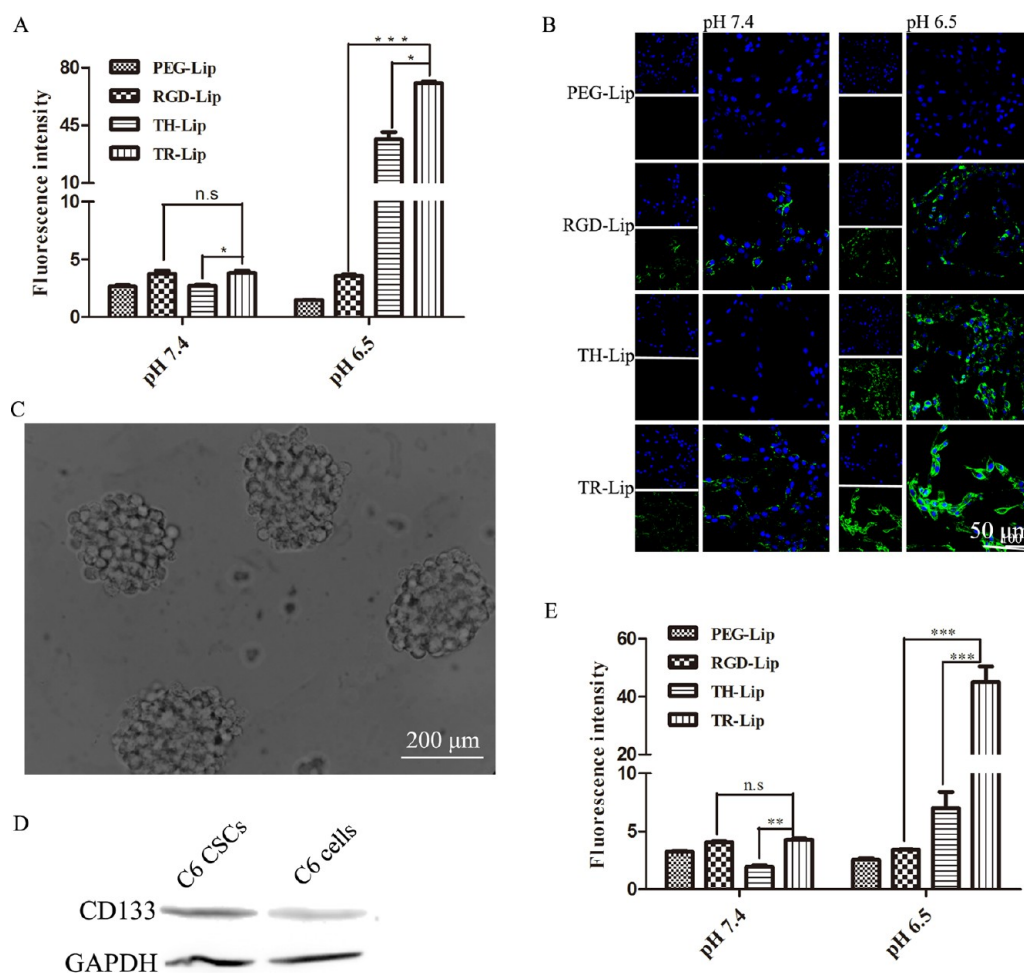 A
Fluorescence intensity
80
45
10
10
5
0
PEG-Lip
RGD-Lip
TH-Lip
TR-Lip
n.s
*
***
*
pH 7.4
pH 6.5
B
pH 7.4
pH 6.5
PEG-Lip
RGD-Lip
TH-Lip
TR-Lip
50 μm
100
C
200 μm
D
C6 CSCs
C6 cells
CD133
GAPDH
E
Fluorescence intensity
60
40
20
10
5
0
PEG-Lip
RGD-Lip
TH-Lip
TR-Lip
n.s
**
***
***
pH 7.4
pH 6.5